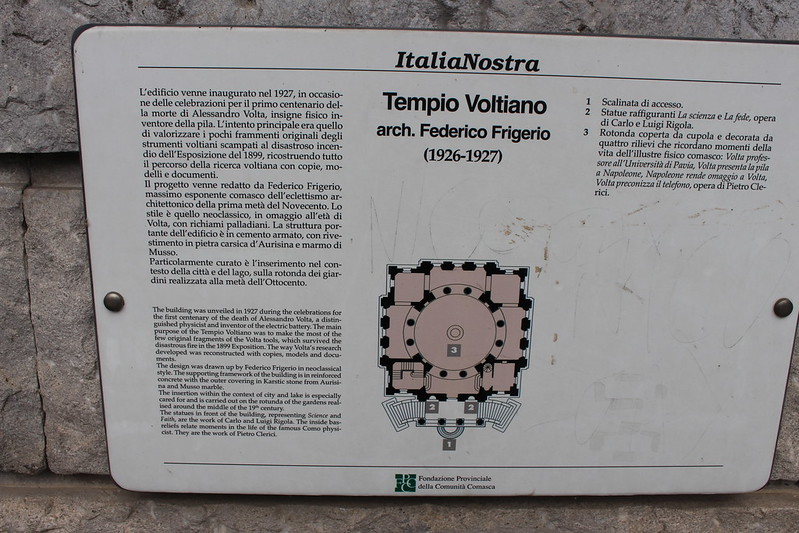 ItaliaNostra
L'edificio venne inaugurato nel 1927, in occasio-
ne delle celebrazioni per il primo centenario del-
la morte di Alessandro Volta, insigne fisico in-
ventore della pila. L'intento principale era quello
di valorizzare i pochi frammenti originali degli
strumenti voltiani scampati al disastroso incen-
dio dell'Esposizione del 1899, ricostruendo tutto
il percorso della ricerca voltiana con copie, mo-
delli e documenti.
Il progetto venne redatto da Federico Frigerio,
massimo esponente comasco dell'eclettismo ar-
chitettonico della prima metà del Novecento. Lo
stile è quello neoclassico, in omaggio all'età di
Volta, con richiami palladiani. La struttura por-
tante dell'edificio è in cemento armato, con rive-
stimento in pietra carsica d'Aurisina e marmo di
Musso.
Particolarmente curato è l'inserimento nel con-
testo della città e del lago, sulla rotonda dei giar-
dini realizzata alla metà dell'Ottocento.
The building was unveiled in 1927 during the celebrations for
the first centenary of the death of Alessandro Volta, a distin-
guished physicist and inventor of the electric battery. The main
purpose of the Tempio Voltiano was to make the most of the
few original fragments of the Volta tools, which survived the
disastrous fire in the 1899 Exposition. The way Volta's research
developed was reconstructed with copies, models and docu-
ments.
The design was drawn up by Federico Frigerio in neoclassical
style. The supporting framework of the building is in reinforced
concrete with the outer covering in Karstic stone from Aurisi-
na and Musso marble.
The insertion within the context of city and lake is especially
cared for and is carried out on the rotunda of the gardens real-
ised around the middle of the 19th century.
The statues in front of the building, representing Science and
Faith, are the work of Carlo and Luigi Rigola. The inside bas-
reliefs relate moments in the life of the famous Como physi-
cist. They are the work of Pietro Clerici.
Tempio Voltiano
arch. Federico Frigerio
(1926-1927)
3
2 2
1
1 Scalinata di accesso.
2 Statue raffiguranti La scienza e La fede, opera
di Carlo e Luigi Rigola.
3 Rotonda coperta da cupola e decorata da
quattro rilievi che ricordano momenti della
vita dell'illustre fisico comasco: Volta profes-
sore all'Università di Pavia, Volta presenta la pila
a Napoleone, Napoleone rende omaggio a Volta,
Volta preconizza il telefono, opera di Pietro Cle-
rici.
Fondazione Provinciale
della Comunità Comasca